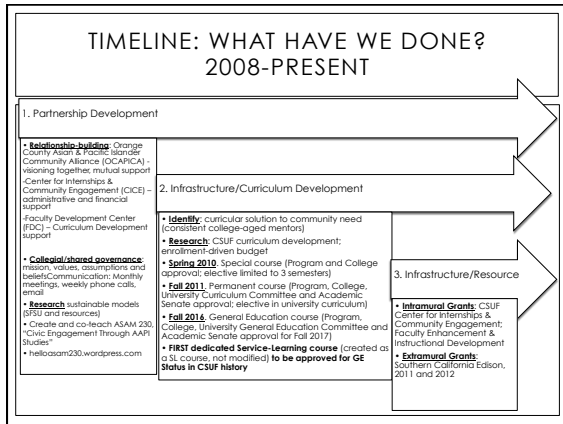 TIMELINE: WHAT HAVE WE DONE?
2008-PRESENT
1. Partnership Development
• Relationship-building: Orange
County Asian & Pacific Islander
Community Alliance (OCAPICA) -
visioning together, mutual support
-Center for Internships &
Community Engagement (CICE) –
administrative and financial
support
-Faculty Development Center
(FDC) – Curriculum Development
support
• Collegial/shared governance:
mission, values, assumptions and
beliefsCommunication: Monthly
meetings, weekly phone calls,
email
• Research sustainable models
(SFSU and resources)
• Create and co-teach ASAM 230,
"Civic Engagement Through AAPI
Studies"
• helloasam230.wordpress.com
2. Infrastructure/Curriculum Development
• Identify: curricular solution to community need
(consistent college-aged mentors)
• Research: CSUF curriculum development;
enrollment-driven budget
• Spring 2010. Special course (Program and College
approval; elective limited to 3 semesters)
• Fall 2011. Permanent course (Program, College,
University Curriculum Committee and Academic
Senate approval; elective in university curriculum)
• Fall 2016. General Education course (Program,
College, University General Education Committee and
Academic Senate approval for Fall 2017)
• FIRST dedicated Service-Learning course (created as
a SL course, not modified) to be approved for GE
Status in CSUF history
3. Infrastructure/Resource
• Intramural Grants: CSUF
Center for Internships &
Community Engagement;
Faculty Enhancement &
Instructional Development
• Extramural Grants:
Southern California Edison,
2011 and 2012